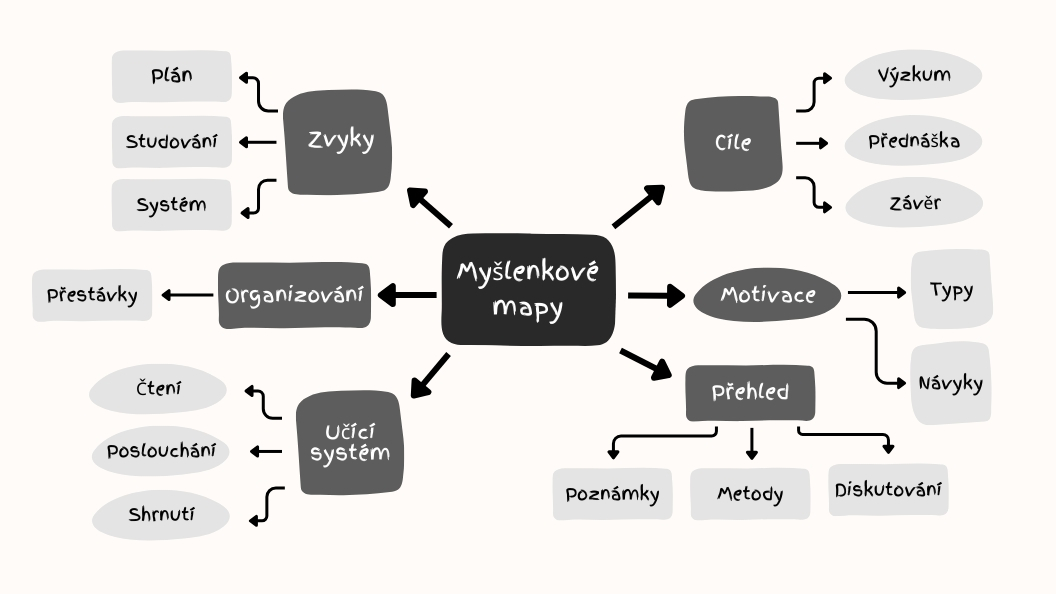 Plán
Studování
Systém
Zvyky
Cíle
Výzkum
Přednáška
Závěr
Myšlenkové
mapy
Přestávky
Organizování
Motivace
Typy
Návyky
Čtení
Poslouchání
Shrnutí
Učící
systém
Přehled
Poznámky
Metody
Diskutování